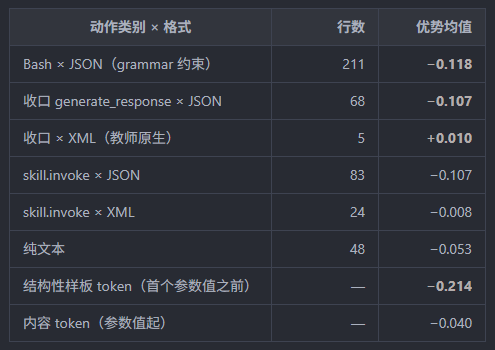 动作类别 × 格式 行数 优势均值
Bash × JSON（grammar 约束） 211 −0.118
收口 generate_response × JSON 68 −0.107
收口 × XML（教师原生） 5 +0.010
skill.invoke × JSON 83 −0.107
skill.invoke × XML 24 −0.008
纯文本 48 −0.053
结构性样板 token（首个参数值之前） — −0.214
内容 token（参数值起） — −0.040